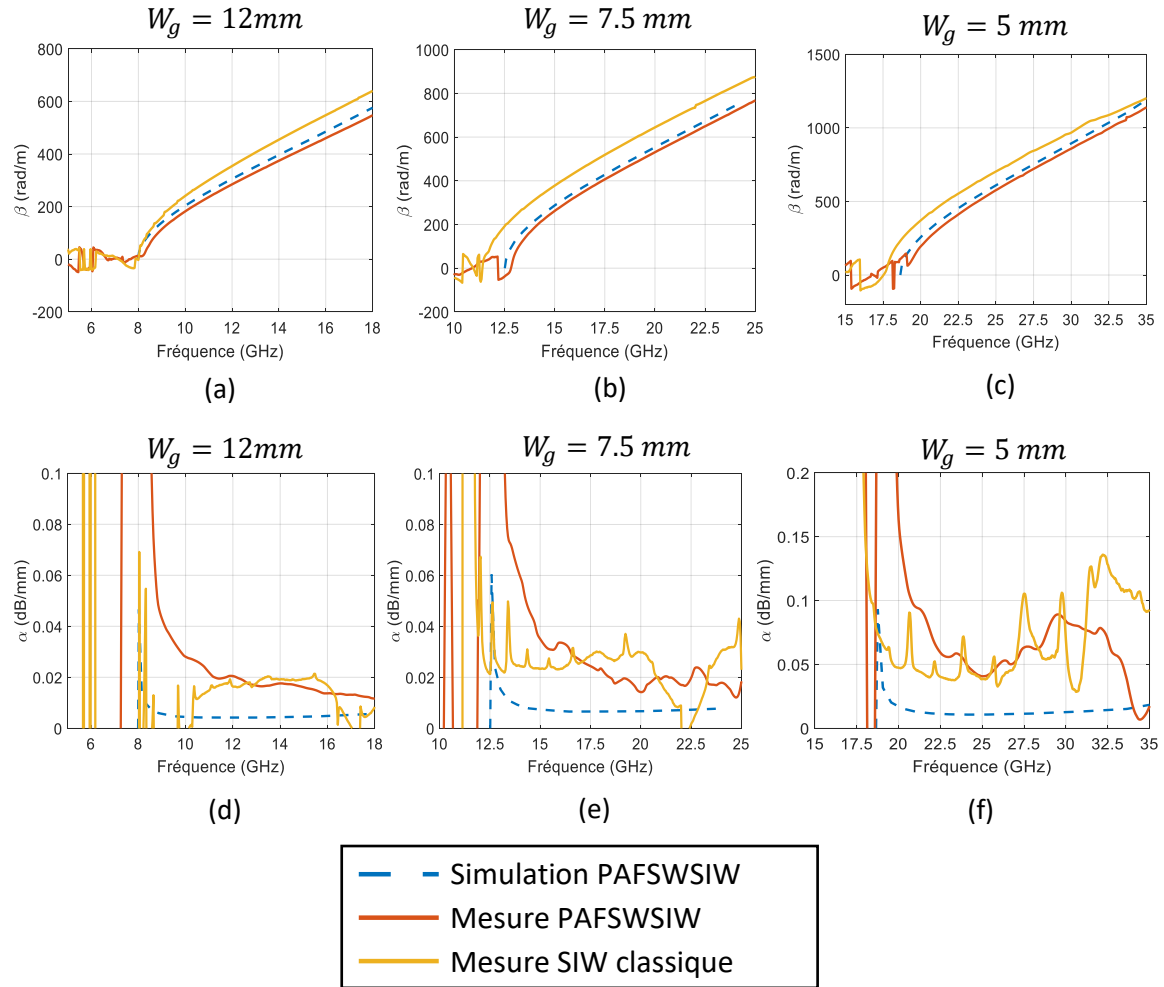 W_g = 12mm
W_g = 7.5 mm
W_g = 5 mm
800
600
400
200
0
-200
β (rad/m)
6 8 10 12 14 16 18
Fréquence (GHz)
(a)
1000
800
600
400
200
0
-200
β (rad/m)
10 12.5 15 17.5 20 22.5 25
Fréquence (GHz)
(b)
1500
1000
500
0
β (rad/m)
15 17.5 20 22.5 25 27.5 30 32.5 35
Fréquence (GHz)
(c)
W_g = 12mm
W_g = 7.5 mm
W_g = 5 mm
0.1
0.08
0.06
0.04
0.02
0
α (dB/mm)
6 8 10 12 14 16 18
Fréquence (GHz)
(d)
0.1
0.08
0.06
0.04
0.02
0
α (dB/mm)
10 12.5 15 17.5 20 22.5 25
Fréquence (GHz)
(e)
0.2
0.15
0.1
0.05
0
α (dB/mm)
15 17.5 20 22.5 25 27.5 30 32.5 35
Fréquence (GHz)
(f)
Simulation PAFSWSIW
Mesure PAFSWSIW
Mesure SIW classique